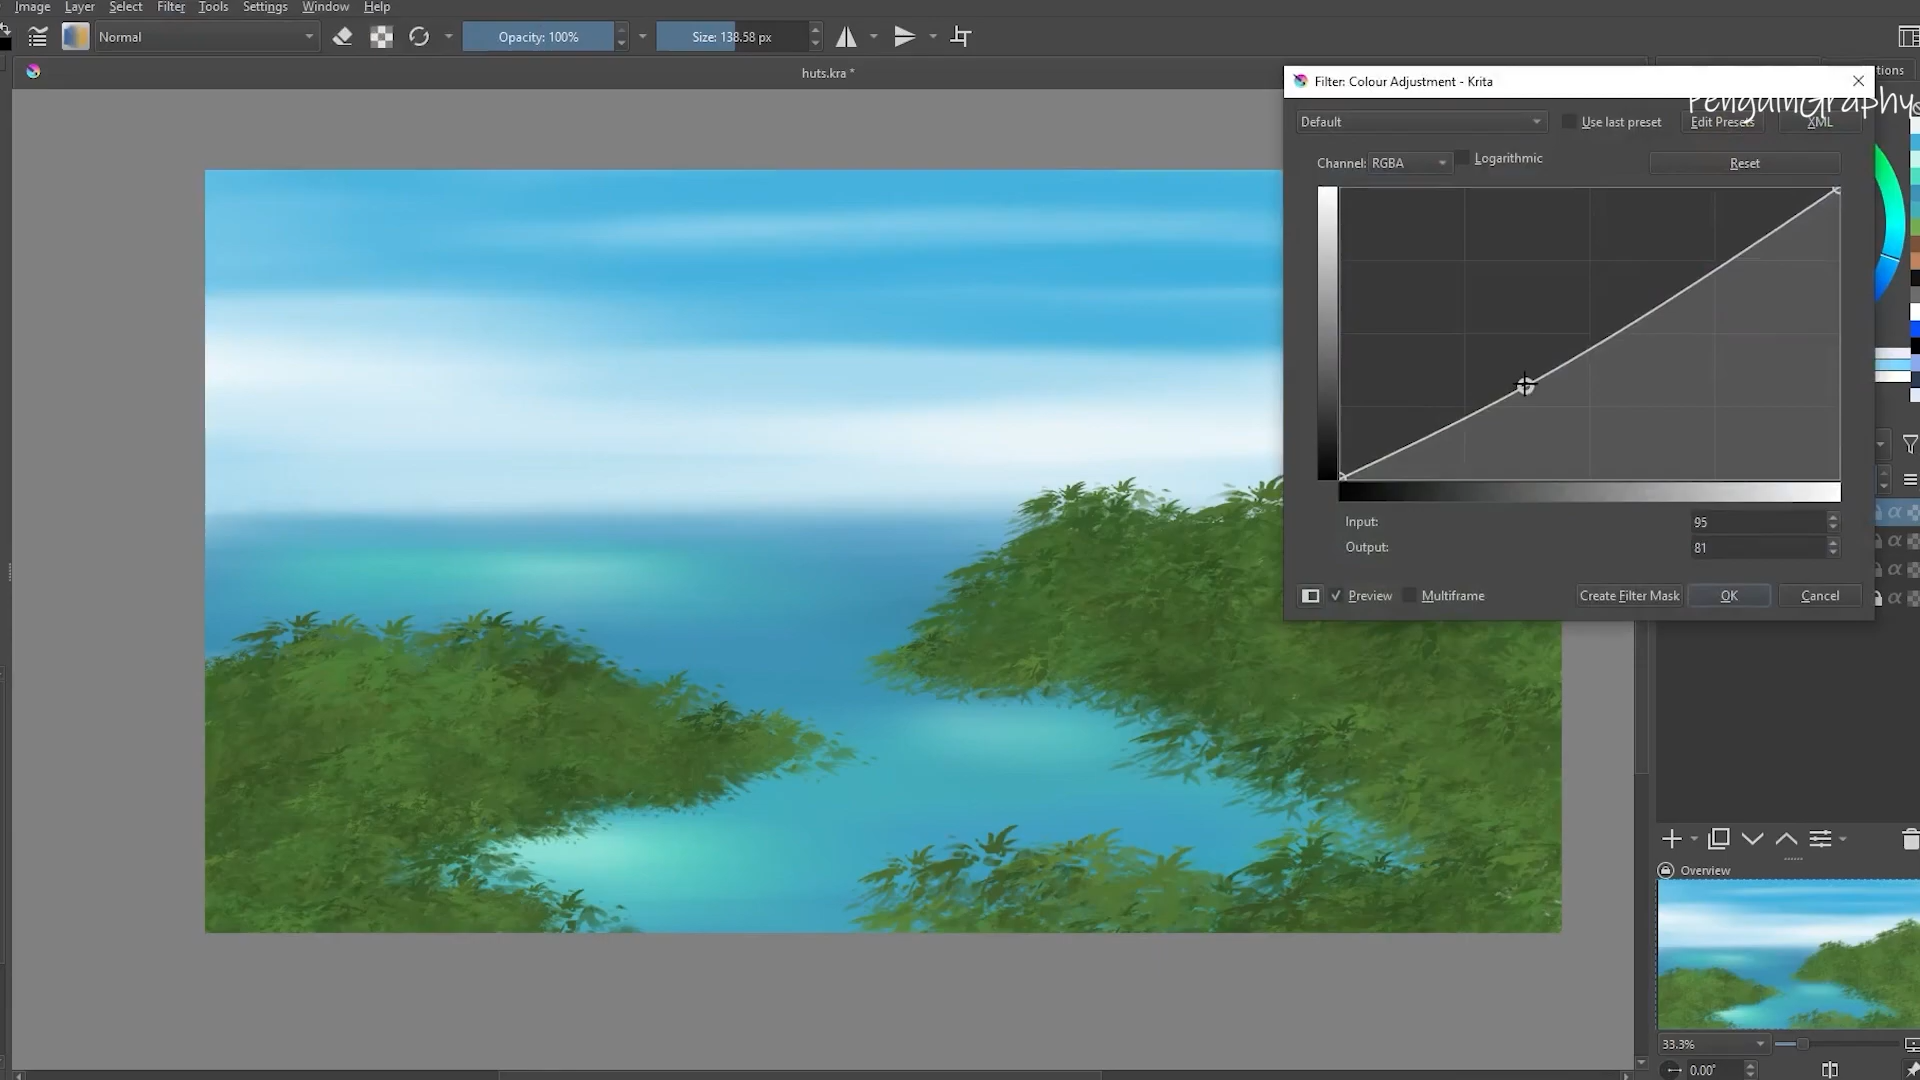 Image Layer Select Filter Tools Settings Window Help
Normal Opacity: 100% Size: 138.58 px
huts.kra *
Filter: Colour Adjustment - Krita
PenguinGraphy
Default Use last preset Edit Presets XML
Channel: RGBA Logarithmic Reset
Input: 95
Output: 81
Preview Multiframe Create Filter Mask OK Cancel
Overview
33.3%
0.00°